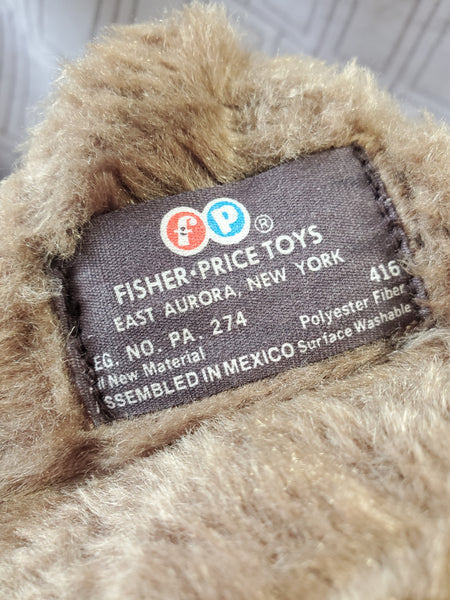 fp®
FISHER·PRICE TOYS
EAST AURORA, NEW YORK 416
EG. NO. PA. 274 Polyester Fiber
ll New Material Surface Washable
SSEMBLED IN MEXICO